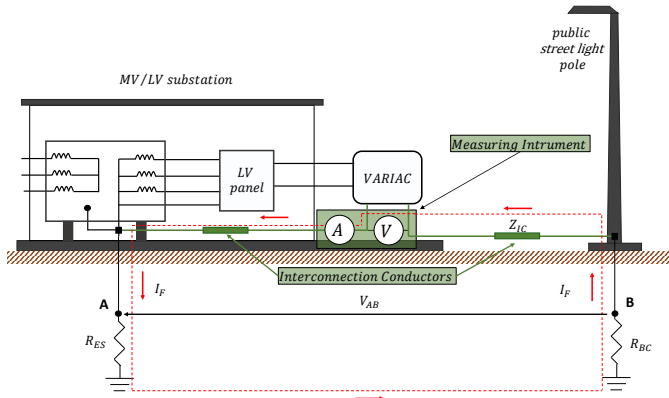 public
street light
pole
MV/LV substation
Measuring Intrument
LV
panel
VARIAC
A
V
Z_IC
Interconnection Conductors
I_F
I_F
A
V_AB
B
R_ES
R_BC